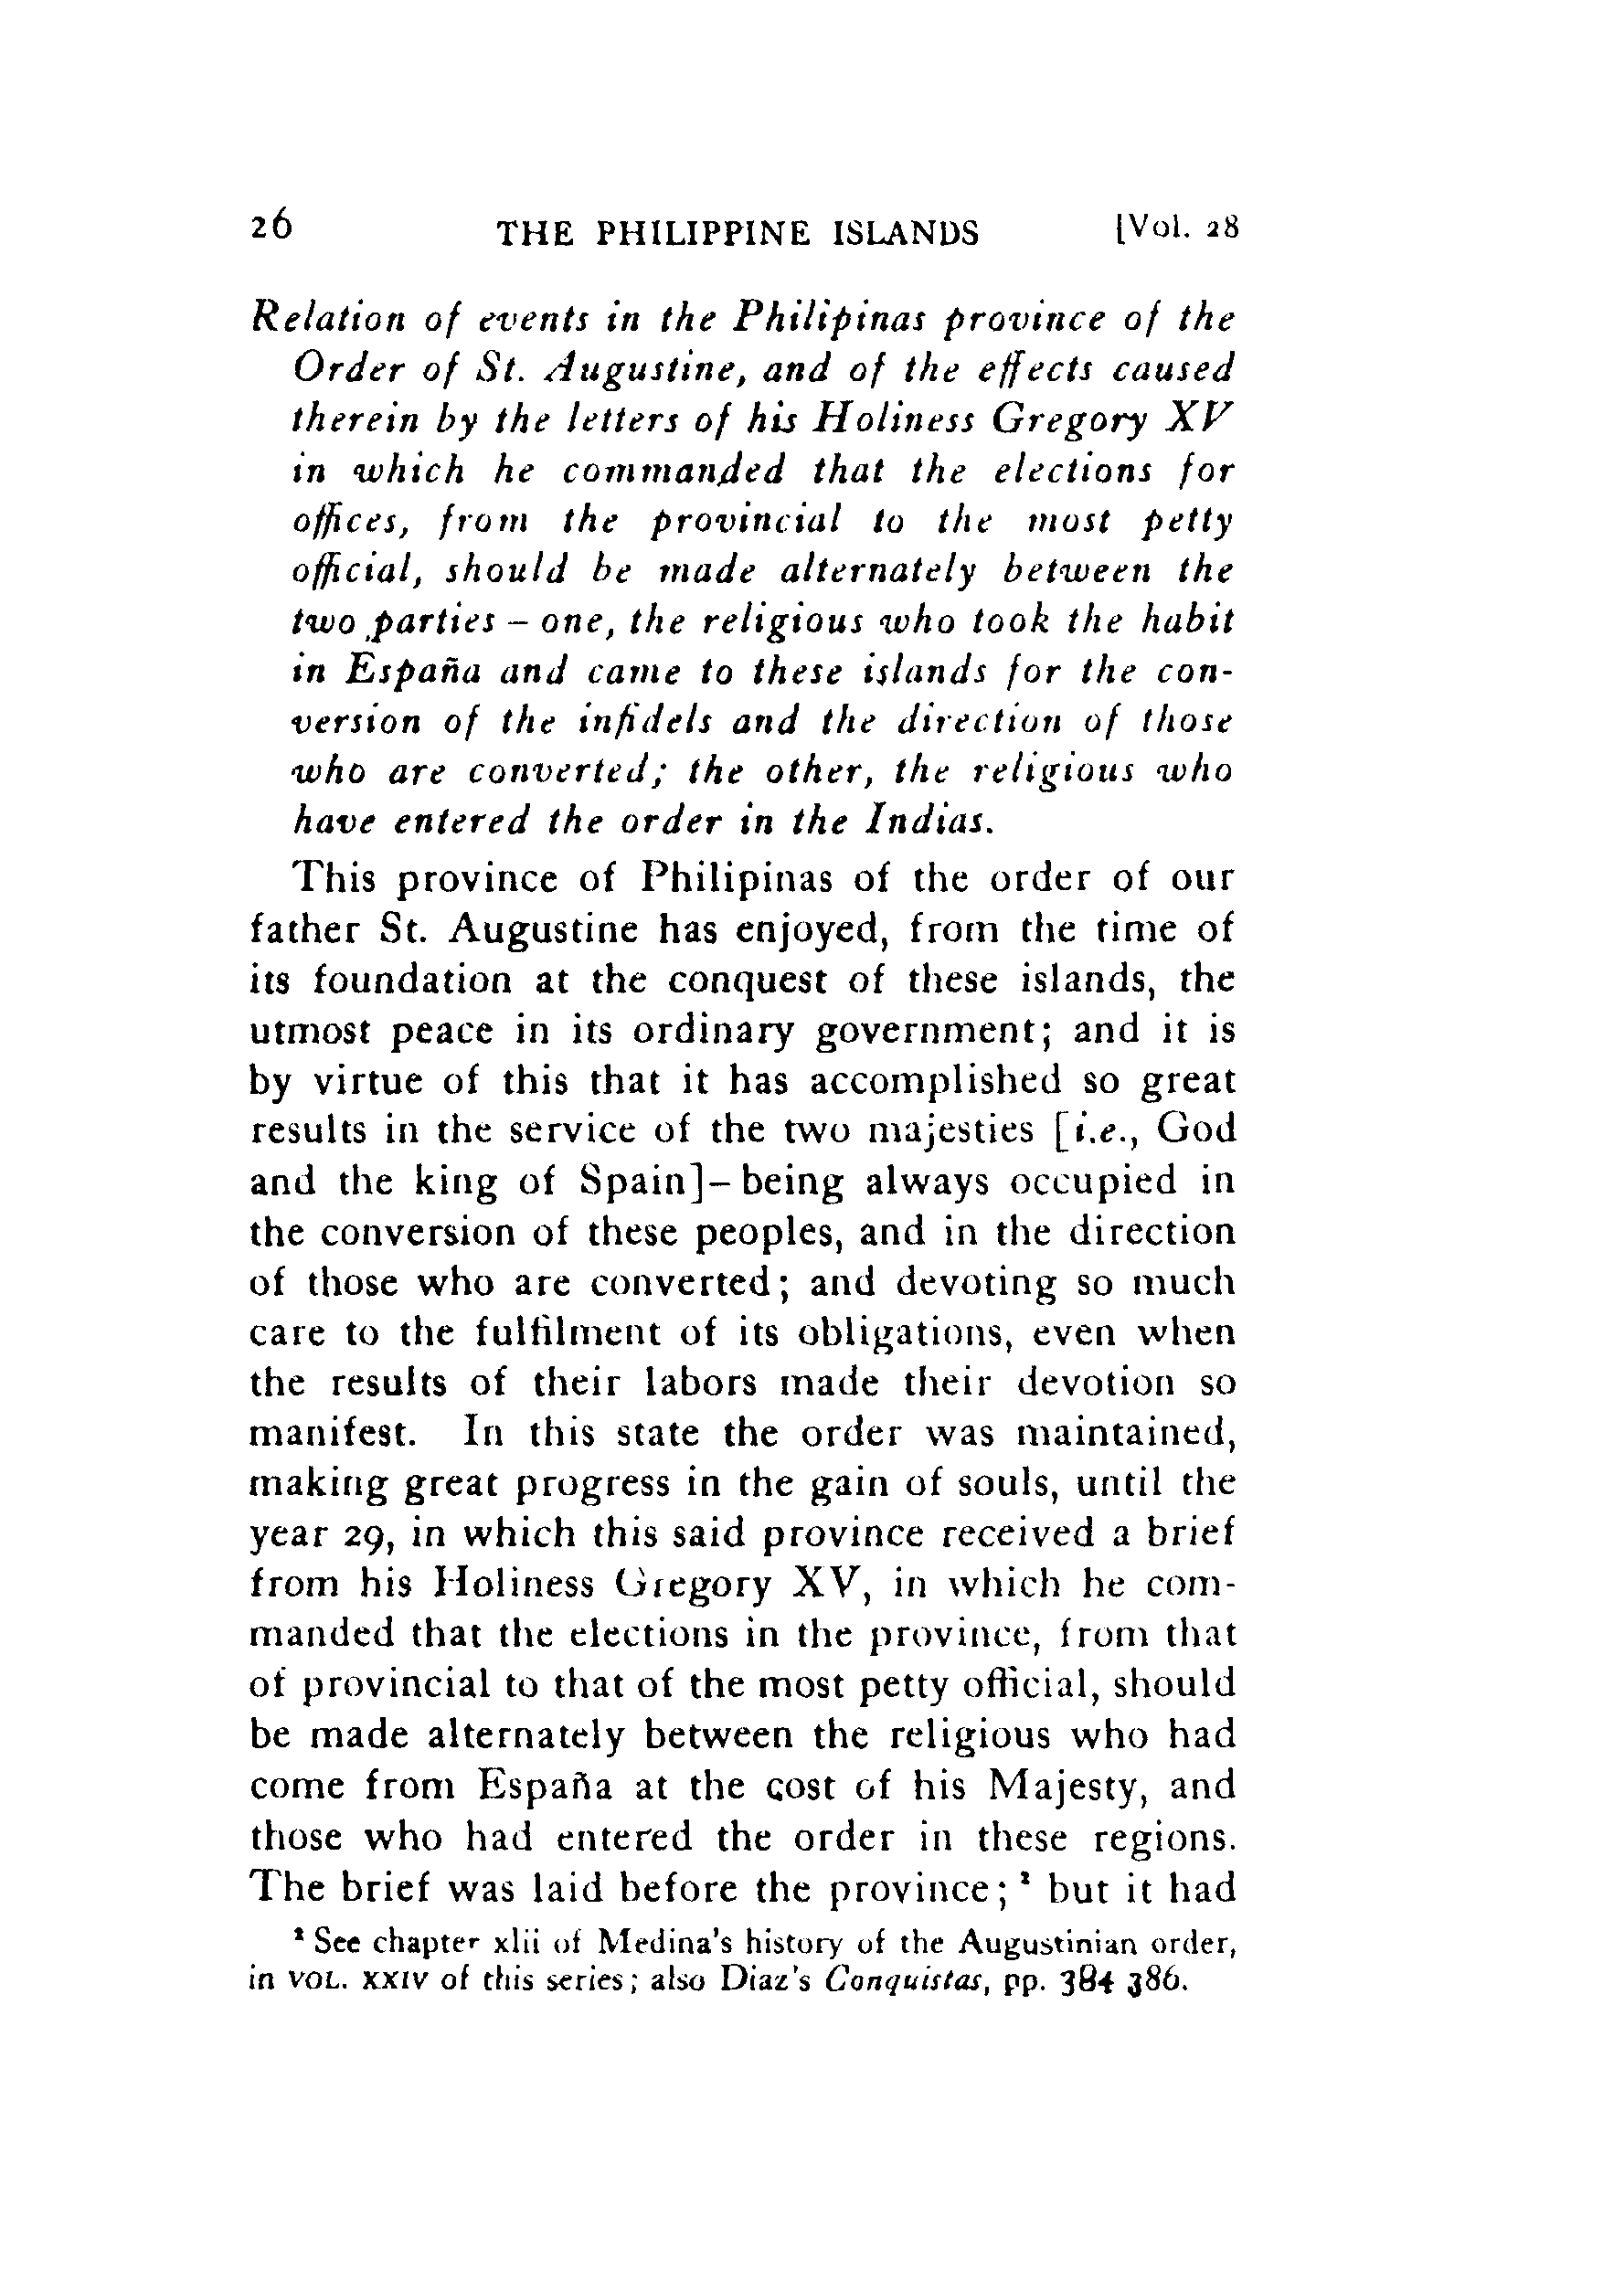 26 THE PHILIPPINE ISLANDS [Vol. 28
Relation of events in the Philipinas province of the
Order of St. Augustine, and of the effects caused
therein by the letters of his Holiness Gregory XV
in which he commanded that the elections for
offices, from the provincial to the most petty
official, should be made alternately between the
two parties – one, the religious who took the habit
in España and came to these islands for the con-
version of the infidels and the direction of those
who are converted; the other, the religious who
have entered the order in the Indias.
This province of Philipinas of the order of our
father St. Augustine has enjoyed, from the time of
its foundation at the conquest of these islands, the
utmost peace in its ordinary government; and it is
by virtue of this that it has accomplished so great
results in the service of the two majesties [i.e., God
and the king of Spain]– being always occupied in
the conversion of these peoples, and in the direction
of those who are converted; and devoting so much
care to the fulfilment of its obligations, even when
the results of their labors made their devotion so
manifest. In this state the order was maintained,
making great progress in the gain of souls, until the
year 29, in which this said province received a brief
from his Holiness Gregory XV, in which he com-
manded that the elections in the province, from that
of provincial to that of the most petty official, should
be made alternately between the religious who had
come from España at the cost of his Majesty, and
those who had entered the order in these regions.
The brief was laid before the province; ¹ but it had
¹ See chapter xlii of Medina's history of the Augustinian order,
in VOL. XXIV of this series; also Diaz's Conquistas, pp. 384 386.